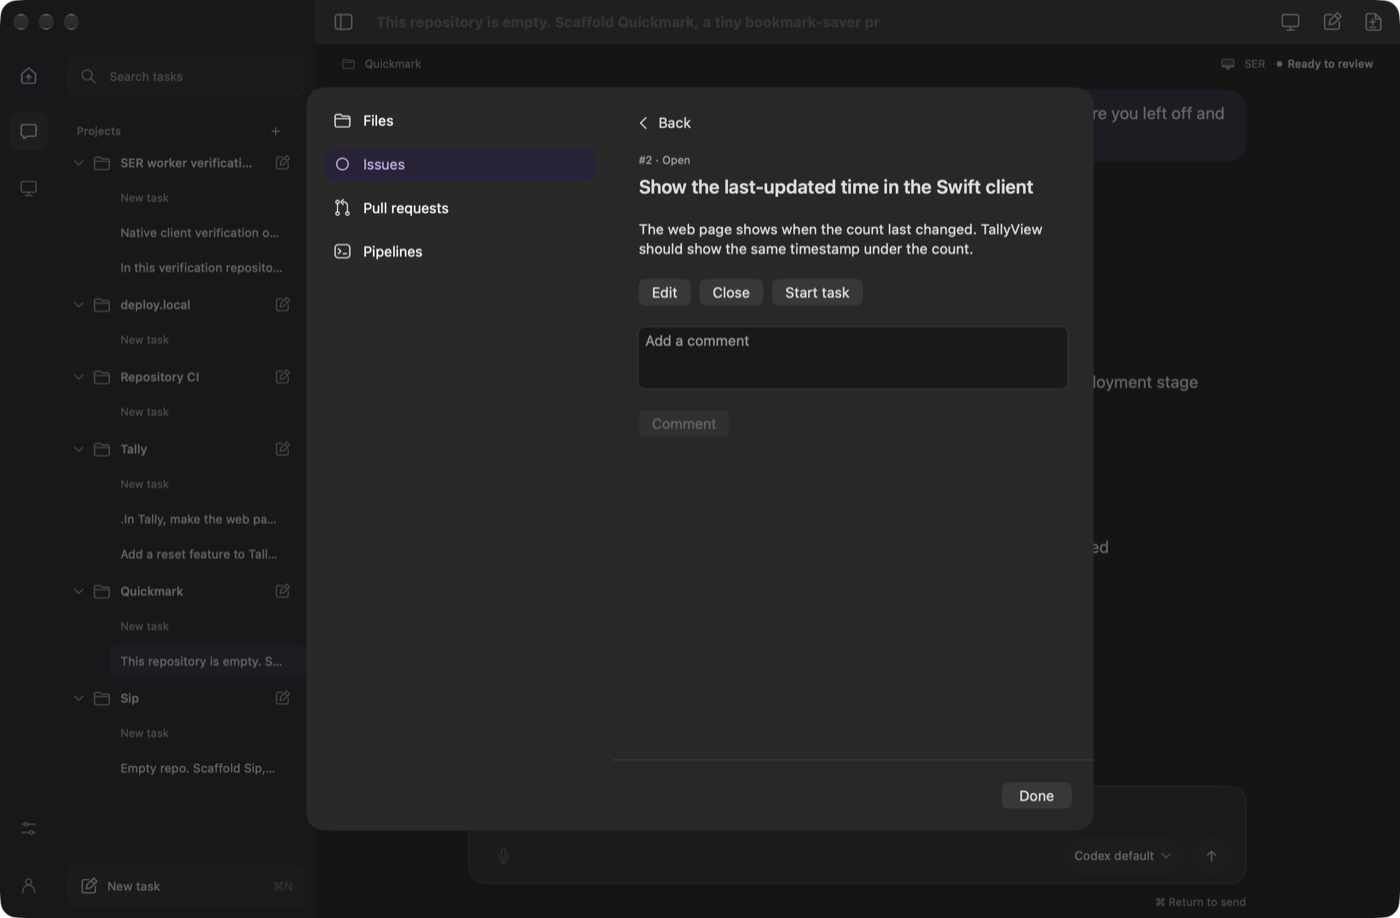 This repository is empty. Scaffold Quickmark, a tiny bookmark-saver pr
Search tasks
Quickmark
SER
Ready to review
Projects
SER worker verificati...
New task
Native client verification o...
In this verification reposito...
deploy.local
New task
Repository CI
New task
Tally
New task
.In Tally, make the web pa...
Add a reset feature to Tall...
Quickmark
New task
This repository is empty. S...
Sip
New task
Empty repo. Scaffold Sip,...
New task
⌘N
Files
Issues
Pull requests
Pipelines
Back
#2 · Open
Show the last-updated time in the Swift client
The web page shows when the count last changed. TallyView
should show the same timestamp under the count.
Edit
Close
Start task
Add a comment
Comment
Done
re you left off and
loyment stage
ed
Codex default
⌘ Return to send